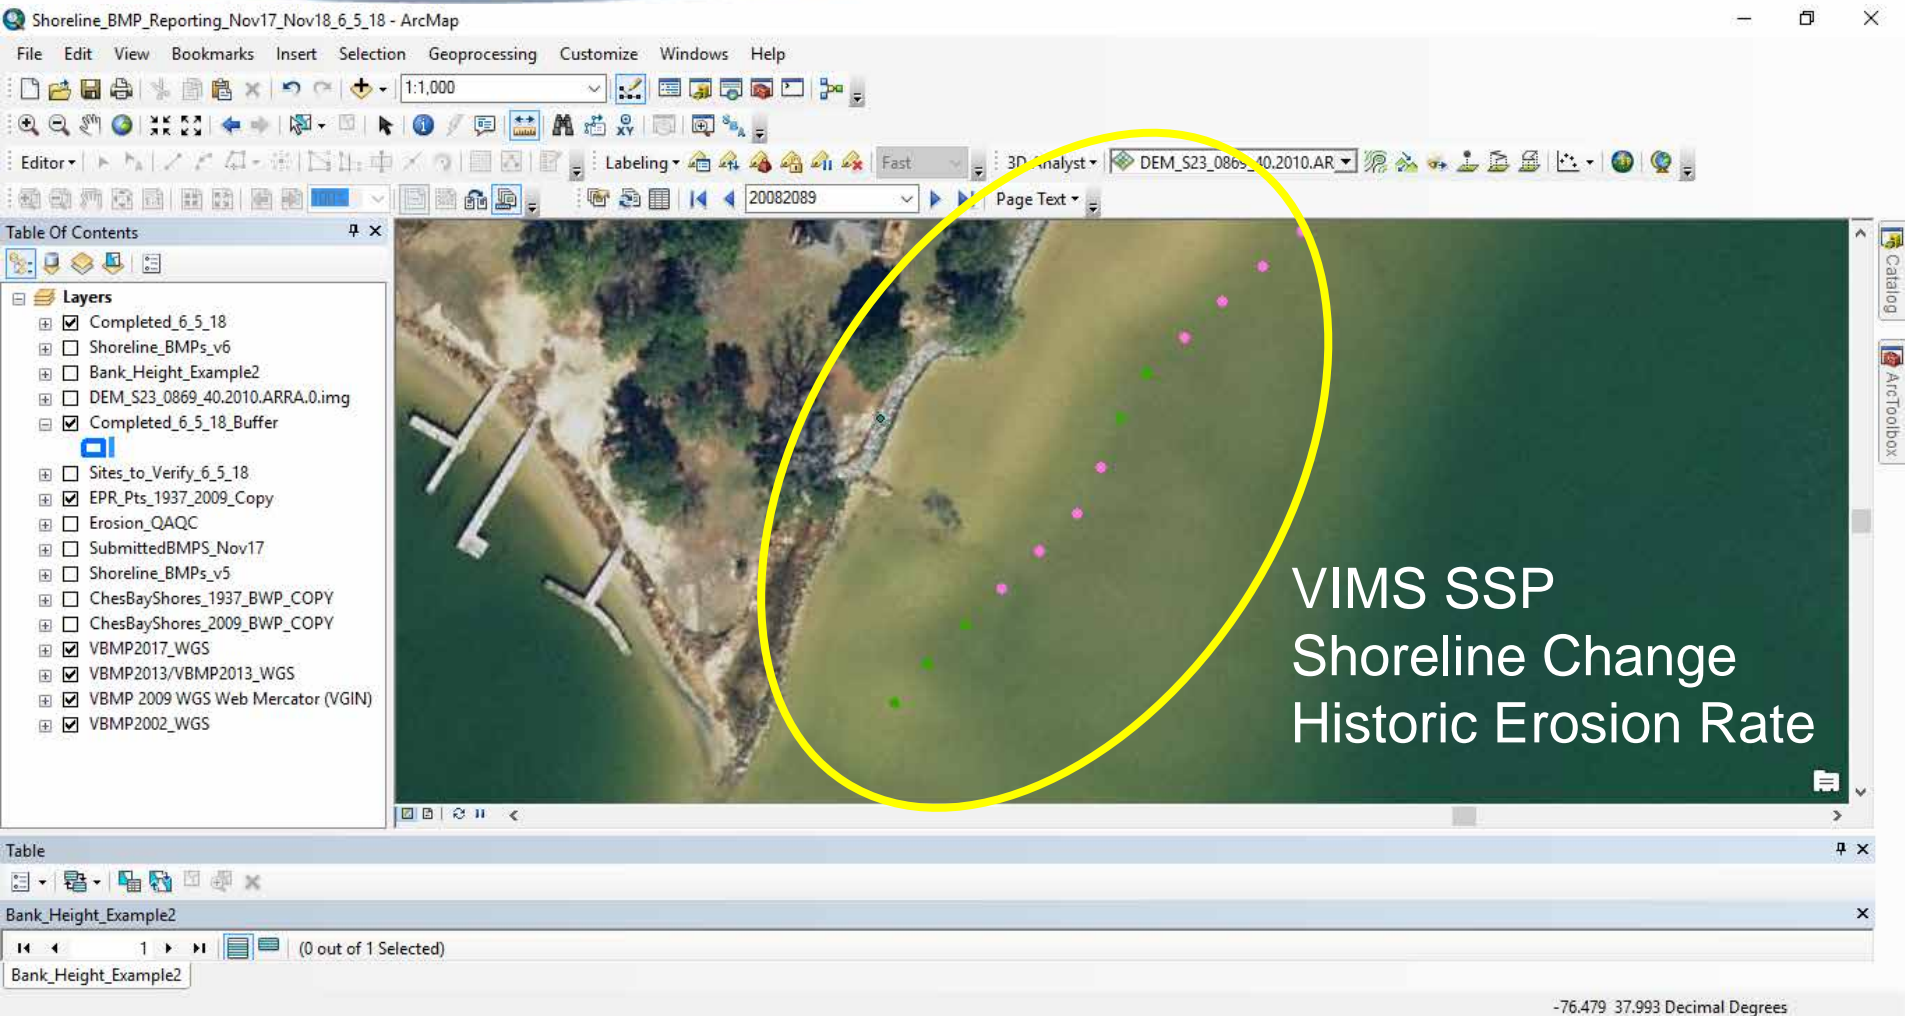 Shoreline_BMP_Reporting_Nov17_Nov18_6_5_18 - ArcMap
File Edit View Bookmarks Insert Selection Geoprocessing Customize Windows Help
1:1,000
Editor Labeling Fast 3D Analyst DEM_S23_0869_40.2010.AR
100% 20082089 Page Text
Table Of Contents
Layers
Completed_6_5_18
Shoreline_BMPs_v6
Bank_Height_Example2
DEM_S23_0869_40.2010.ARRA.0.img
Completed_6_5_18_Buffer
Sites_to_Verify_6_5_18
EPR_Pts_1937_2009_Copy
Erosion_QAQC
SubmittedBMPS_Nov17
Shoreline_BMPs_v5
ChesBayShores_1937_BWP_COPY
ChesBayShores_2009_BWP_COPY
VBMP2017_WGS
VBMP2013/VBMP2013_WGS
VBMP 2009 WGS Web Mercator (VGIN)
VBMP2002_WGS
Catalog
ArcToolbox
VIMS SSP
Shoreline Change
Historic Erosion Rate
Table
Bank_Height_Example2
1 (0 out of 1 Selected)
Bank_Height_Example2
-76.479 37.993 Decimal Degrees